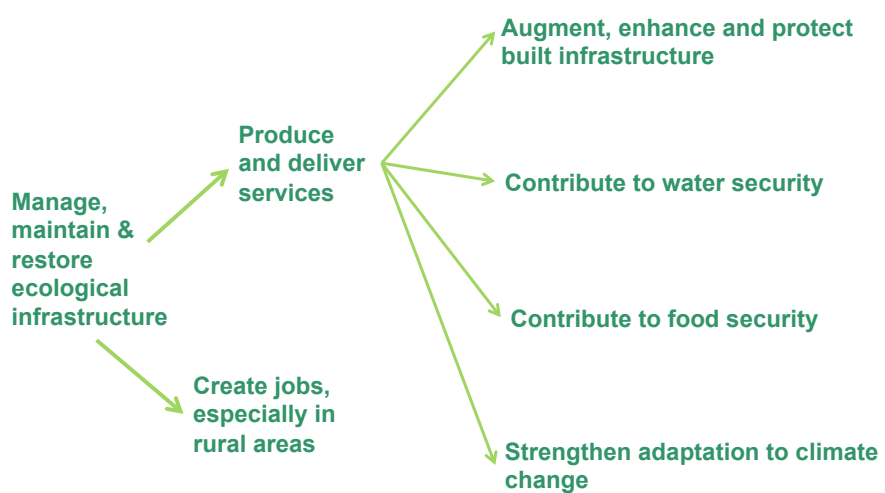 Manage,
maintain &
restore
ecological
infrastructure
Produce
and deliver
services
Create jobs,
especially in
rural areas
Augment, enhance and protect
built infrastructure
Contribute to water security
Contribute to food security
Strengthen adaptation to climate
change